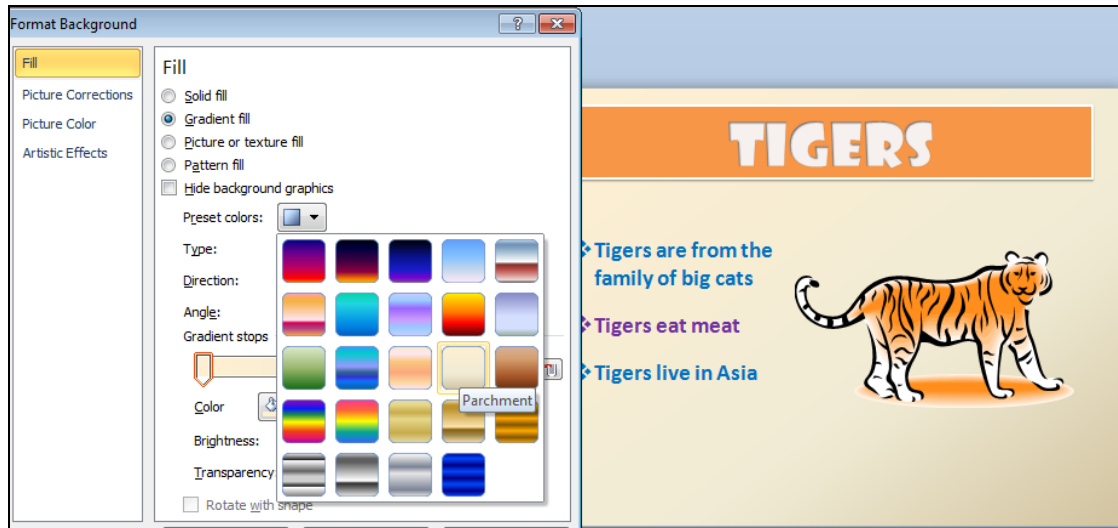 Format Background
Fill
Picture Corrections
Picture Color
Artistic Effects
Fill
Solid fill
Gradient fill
Picture or texture fill
Pattern fill
Hide background graphics
Preset colors:
Type:
Direction:
Angle:
Gradient stops
Color
Brightness:
Transparency
Rotate with shape
Parchment
TIGERS
Tigers are from the
family of big cats
Tigers eat meat
Tigers live in Asia